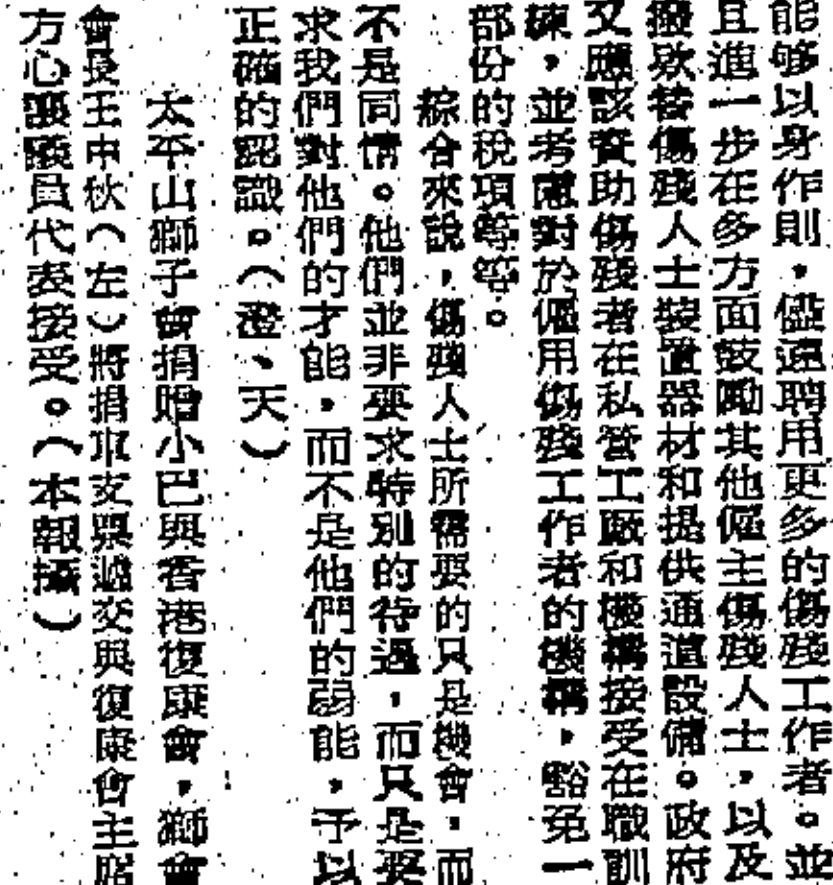 能够以身作則，儘速聘用更多的傷殘工作者。並
且進一步在多方面鼓勵其他僱主傷殘人士，以及
撥欵替傷殘人士裝置器材和提供通道設備。政府
又應該資助傷殘者在私營工廠和機構接受在職訓
練，並考慮對於僱用傷殘工作者的機構，豁免一
部份的稅項等等。
綜合來說，傷殘人士所需要的只是機會，而
不是同情。他們並非要求特別的待遇，而只是要
求我們對他們的才能，而不是他們的弱能，予以
正確的認識。（澄、天）
太平山獅子會捐贈小巴與香港復康會，獅會
會長王中秋（左）將捐車支票遞交與復康會主席
方心讓議員代表接受。（本報攝）